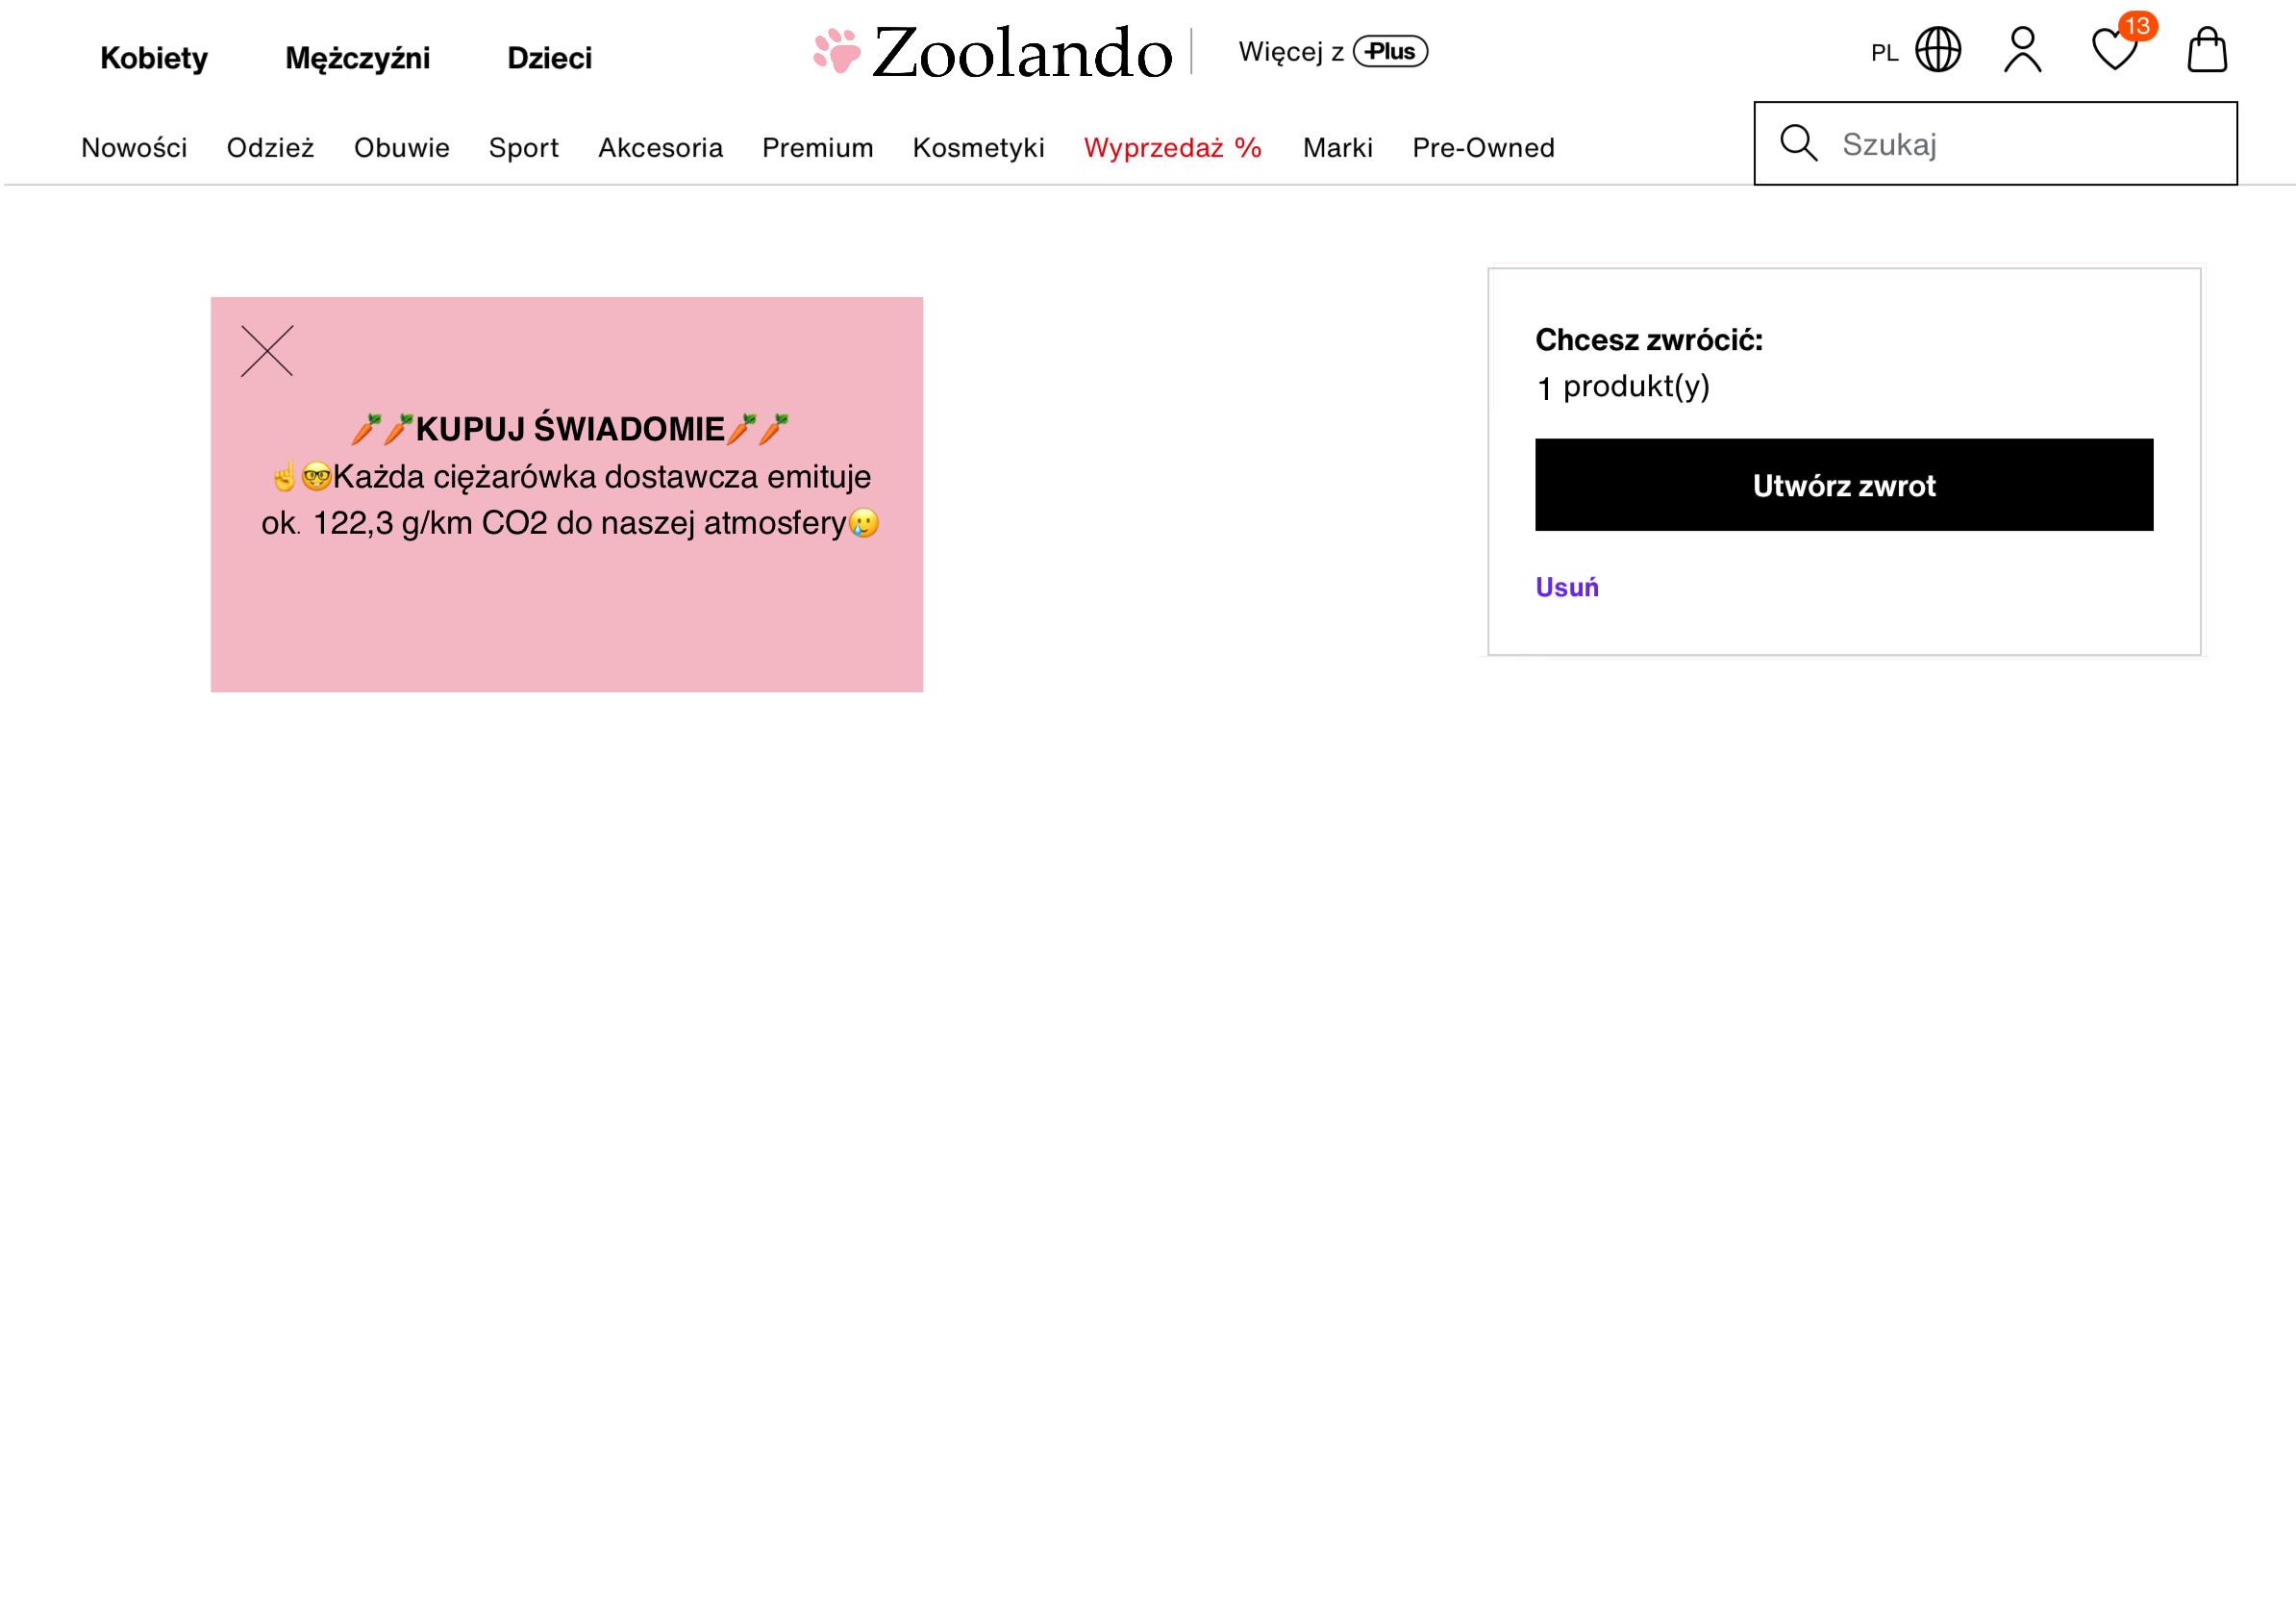 Kobiety Mężczyźni Dzieci Zoolando Więcej z Plus PL 13
Nowości Odzież Obuwie Sport Akcesoria Premium Kosmetyki Wyprzedaż % Marki Pre-Owned Szukaj
🥕🥕KUPUJ ŚWIADOMIE🥕🥕
☝️🤓Każda ciężarówka dostawcza emituje
ok. 122,3 g/km CO2 do naszej atmosfery🥲
Chcesz zwrócić:
1 produkt(y)
Utwórz zwrot
Usuń